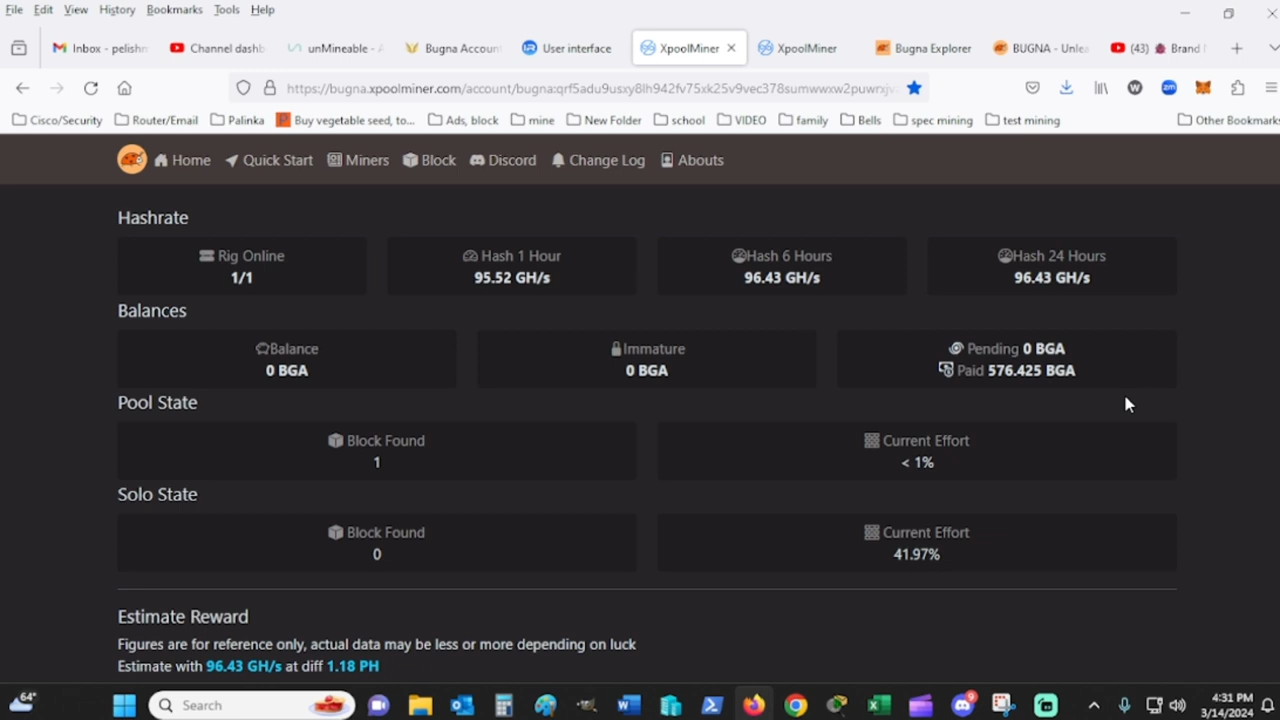 File Edit View History Bookmarks Tools Help
Inbox - pelishm Channel dashb unMineable - A Bugna Accoun User interface XpoolMiner XpoolMiner Bugna Explorer BUGNA - Unlea (43) Brand
https://bugna.xpoolminer.com/account/bugna:qrf5adu9usxy8lh942fv75xk25v9vec378sumwwxw2puwrxjv
Cisco/Security Router/Email Palinka Buy vegetable seed, to... Ads, block mine New Folder school VIDEO family Bells spec mining test mining Other Bookmarks
Home Quick Start Miners Block Discord Change Log Abouts
Hashrate
Rig Online Hash 1 Hour Hash 6 Hours Hash 24 Hours
1/1 95.52 GH/s 96.43 GH/s 96.43 GH/s
Balances
Balance Immature Pending 0 BGA
0 BGA 0 BGA Paid 576.425 BGA
Pool State
Block Found Current Effort
1 < 1%
Solo State
Block Found Current Effort
0 41.97%
Estimate Reward
Figures are for reference only, actual data may be less or more depending on luck
Estimate with 96.43 GH/s at diff 1.18 PH
64° Search 9 4:31 PM
3/14/2024